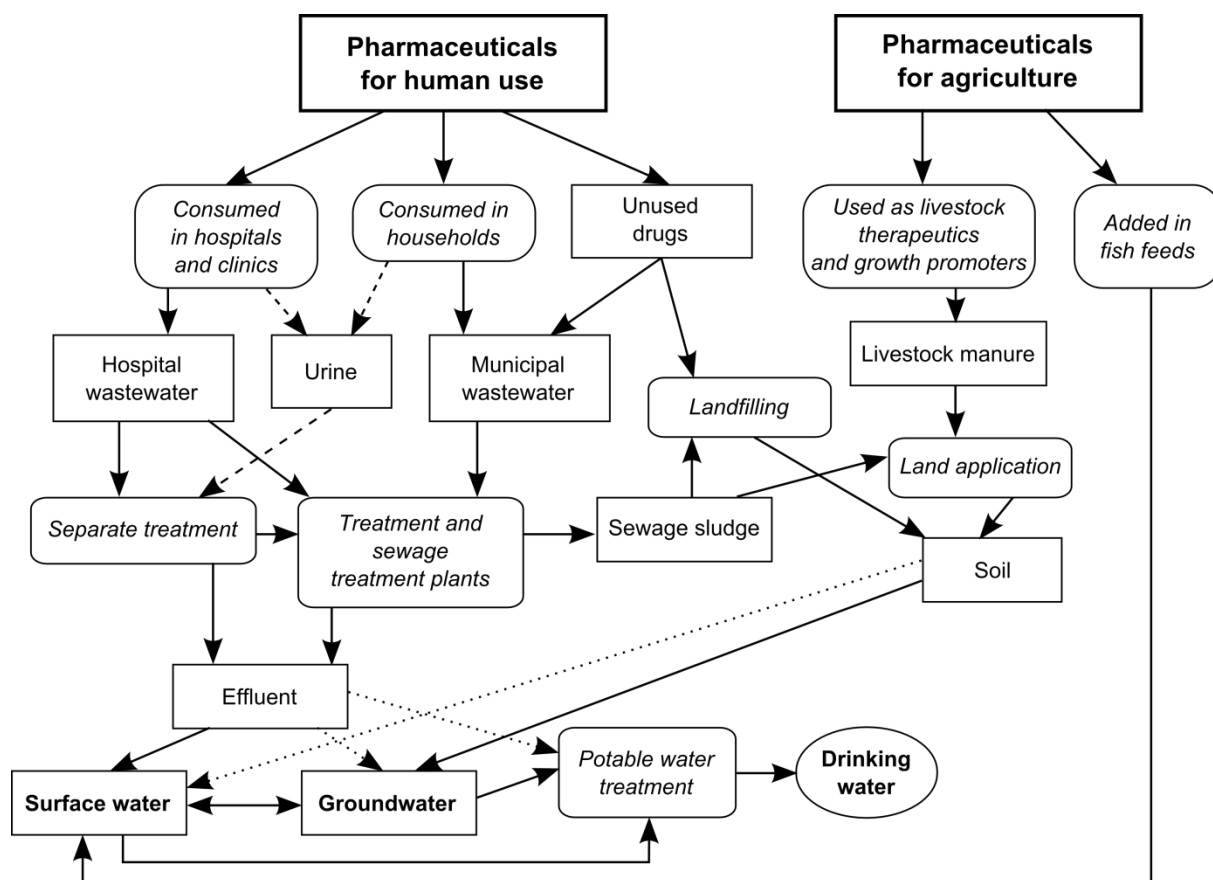 Pharmaceuticals
for human use
Pharmaceuticals
for agriculture
Consumed
in hospitals
and clinics
Consumed in
households
Unused
drugs
Used as livestock
therapeutics
and growth promoters
Added in
fish feeds
Hospital
wastewater
Urine
Municipal
wastewater
Livestock manure
Landfilling
Land application
Separate treatment
Treatment and
sewage
treatment plants
Sewage sludge
Soil
Effluent
Surface water
Groundwater
Potable water
treatment
Drinking
water